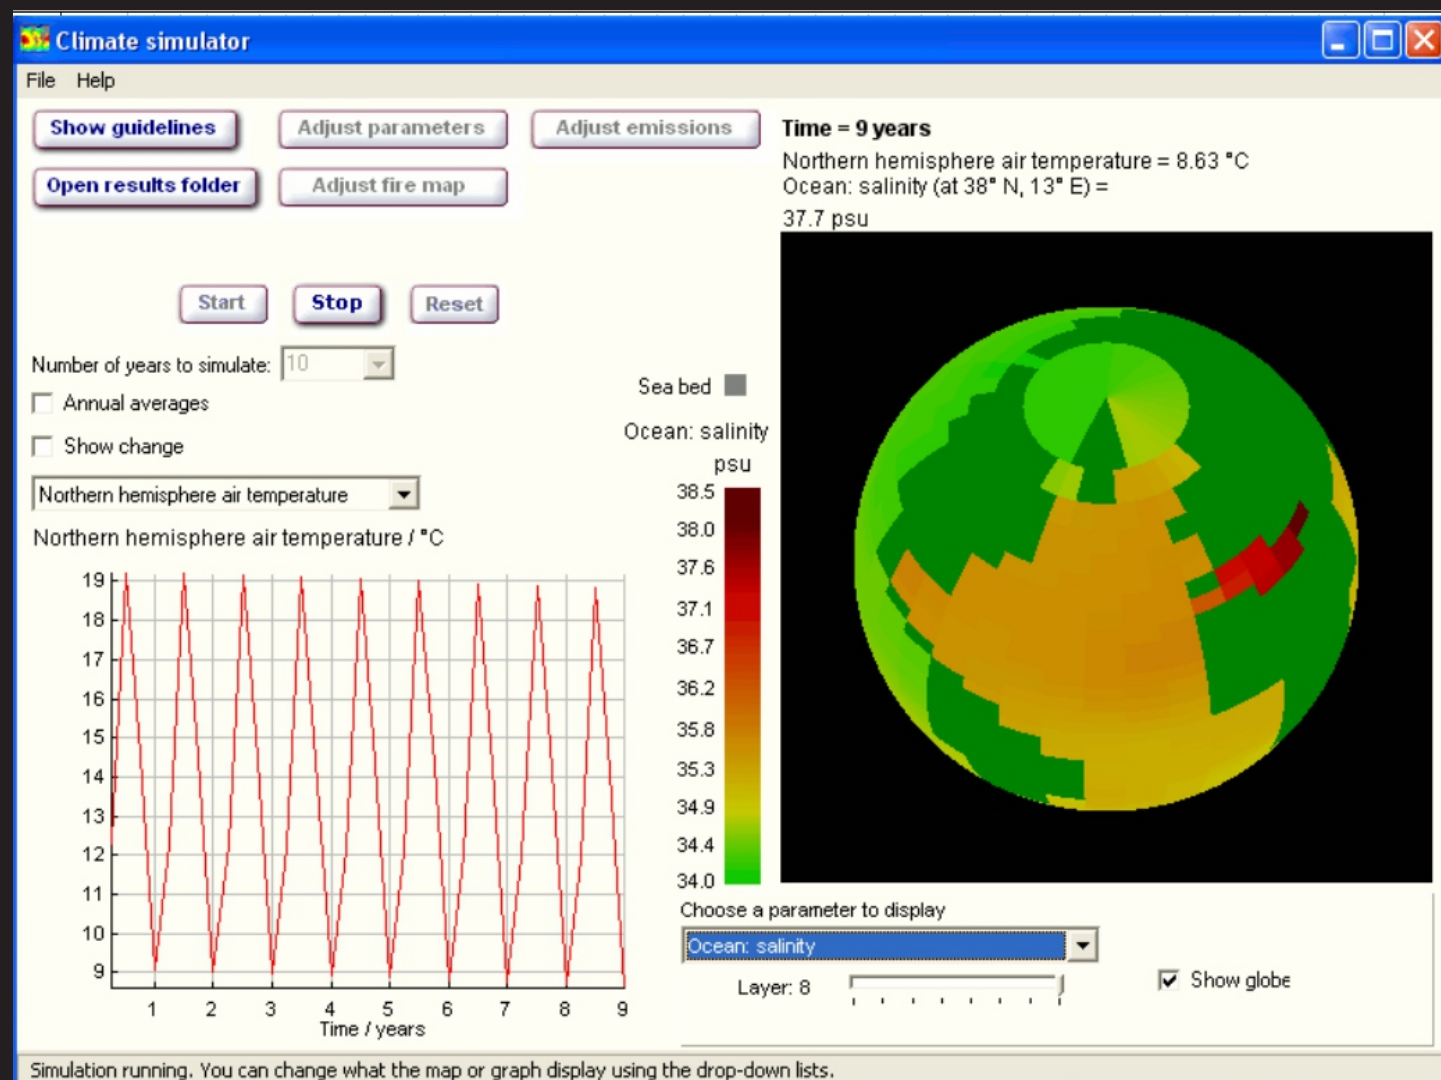 Climate simulator
File Help
Show guidelines
Adjust parameters
Adjust emissions
Open results folder
Adjust fire map
Start
Stop
Reset
Number of years to simulate: 10
Annual averages
Show change
Northern hemisphere air temperature
Northern hemisphere air temperature / °C
19
18
17
16
15
14
13
12
11
10
9
1 2 3 4 5 6 7 8 9
Time / years
Sea bed
Ocean: salinity
psu
38.5
38.0
37.6
37.1
36.7
36.2
35.8
35.3
34.9
34.4
34.0
Time = 9 years
Northern hemisphere air temperature = 8.63 °C
Ocean: salinity (at 38° N, 13° E) =
37.7 psu
Choose a parameter to display
Ocean: salinity
Layer: 8
Show globe
Simulation running. You can change what the map or graph display using the drop-down lists.